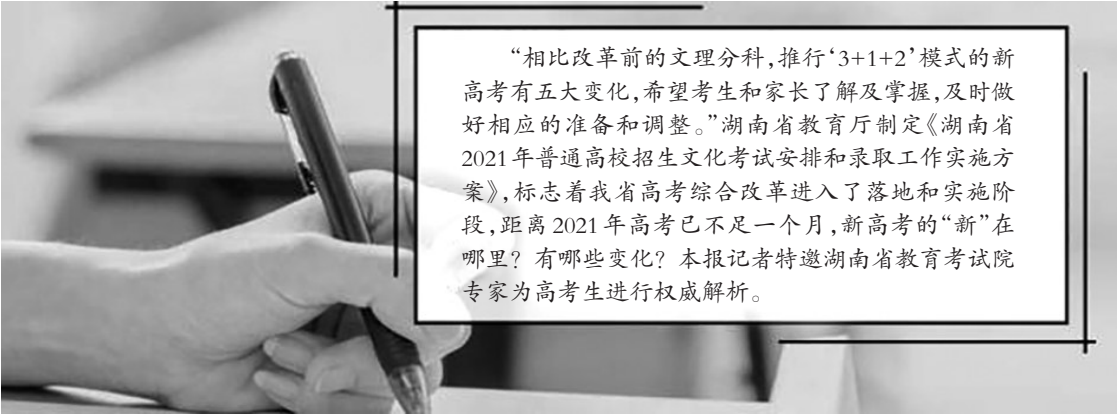 “相比改革前的文理分科，推行‘3+1+2’模式的新
高考有五大变化，希望考生和家长了解及掌握，及时做
好相应的准备和调整。”湖南省教育厅制定《湖南省
2021年普通高校招生文化考试安排和录取工作实施方
案》，标志着我省高考综合改革进入了落地和实施阶
段，距离2021年高考已不足一个月，新高考的“新”在
哪里？有哪些变化？本报记者特邀湖南省教育考试院
专家为高考生进行权威解析。